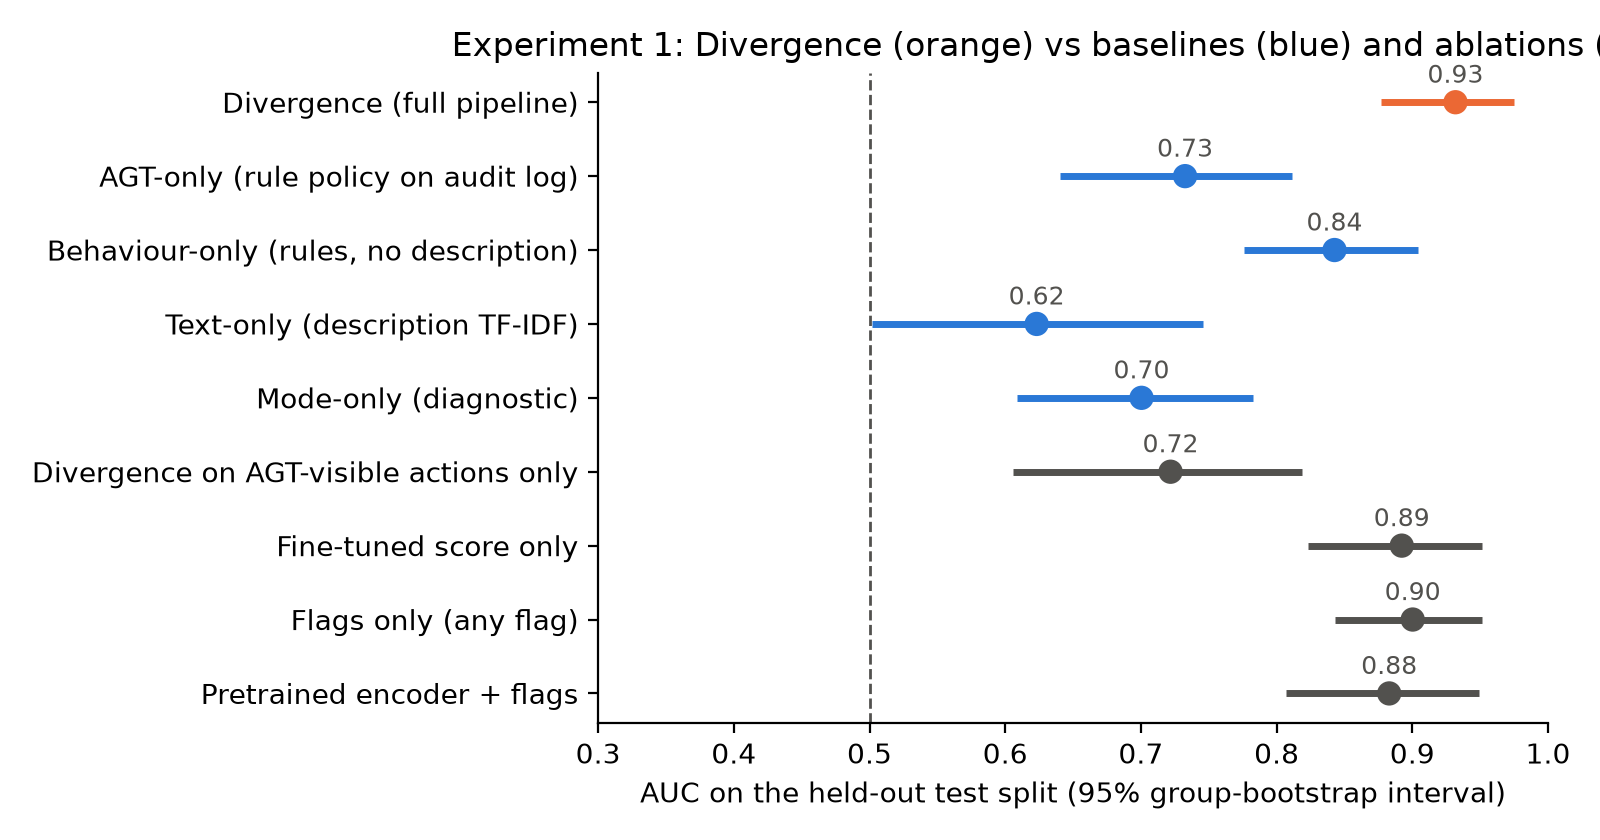 Experiment 1: Divergence (orange) vs baselines (blue) and ablations (
0.93
Divergence (full pipeline)
0.73
AGT-only (rule policy on audit log)
0.84
Behaviour-only (rules, no description)
0.62
Text-only (description TF-IDF)
0.70
Mode-only (diagnostic)
0.72
Divergence on AGT-visible actions only
0.89
Fine-tuned score only
0.90
Flags only (any flag)
0.88
Pretrained encoder + flags
0.3 0.4 0.5 0.6 0.7 0.8 0.9 1.0
AUC on the held-out test split (95% group-bootstrap interval)